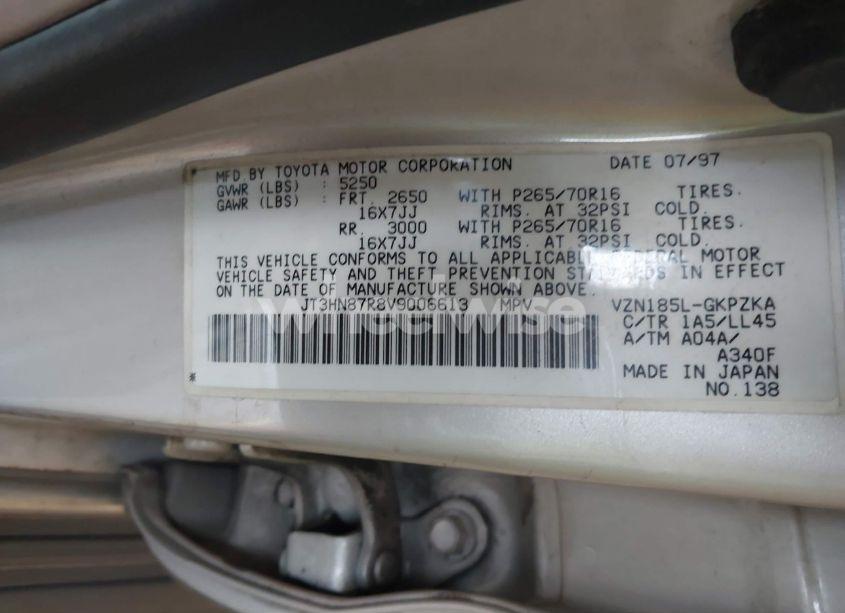 MFD.BY TOYOTA MOTOR CORPORATION DATE 07/97
GVWR (LBS) : 5250
GAWR (LBS) : FRT. 2650 WITH P265/70R16 TIRES.
16X7JJ RIMS. AT 32PSI COLD.
RR. 3000 WITH P265/70R16 TIRES.
16X7JJ RIMS. AT 32PSI COLD.
THIS VEHICLE CONFORMS TO ALL APPLICABLE FEDERAL MOTOR
VEHICLE SAFETY AND THEFT PREVENTION STANDARDS IN EFFECT
ON THE DATE OF MANUFACTURE SHOWN ABOVE.
JT3HN87R8V9006613 MPV VZN185L-GKPZKA
C/TR 1A5/LL45
A/TM A04A/
A340F
MADE IN JAPAN
NO.138
wheelwise